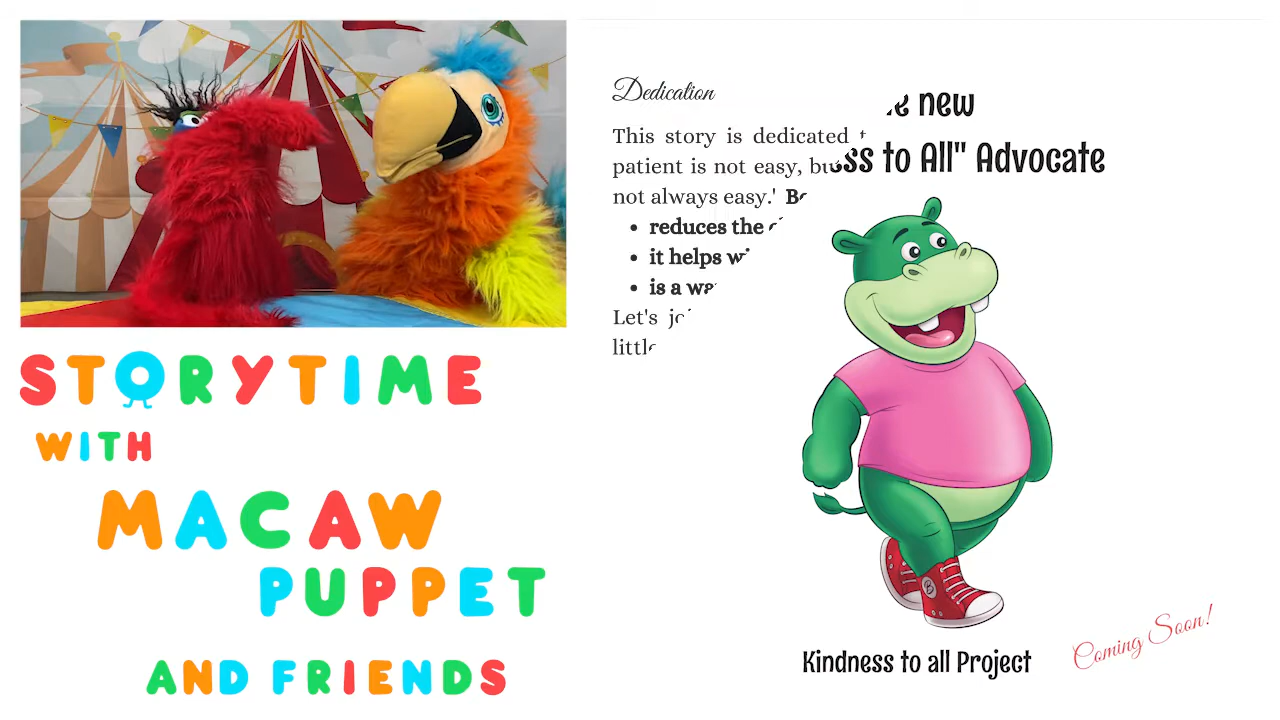 STORYTIME
WITH
MACAW
PUPPET
AND FRIENDS
Dedication
This story is dedicated
patient is not easy,
not always easy.'
• reduces the
• it helps
• is a
Let's
new
to All" Advocate
B
Kindness to all Project
Coming Soon!